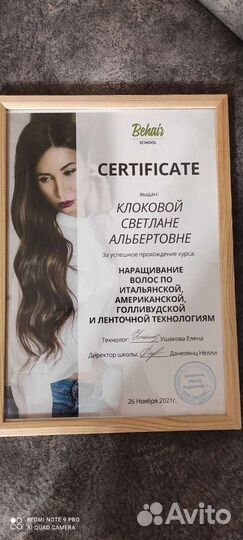 Behair
SCHOOL
CERTIFICATE
выдан:
КЛОКОВОЙ
СВЕТЛАНЕ
АЛЬБЕРТОВНЕ
За успешное прохождение курса:
НАРАЩИВАНИЕ
ВОЛОС ПО
ИТАЛЬЯНСКОЙ,
АМЕРИКАНСКОЙ,
ГОЛЛИВУДСКОЙ
И ЛЕНТОЧНОЙ ТЕХНОЛОГИЯМ
Технолог: Ушакова Елена
Директор школы: Данелянц Нелли
26 Ноября 2021г.
REDMI NOTE 9 PRO
AI QUAD CAMERA
Avito